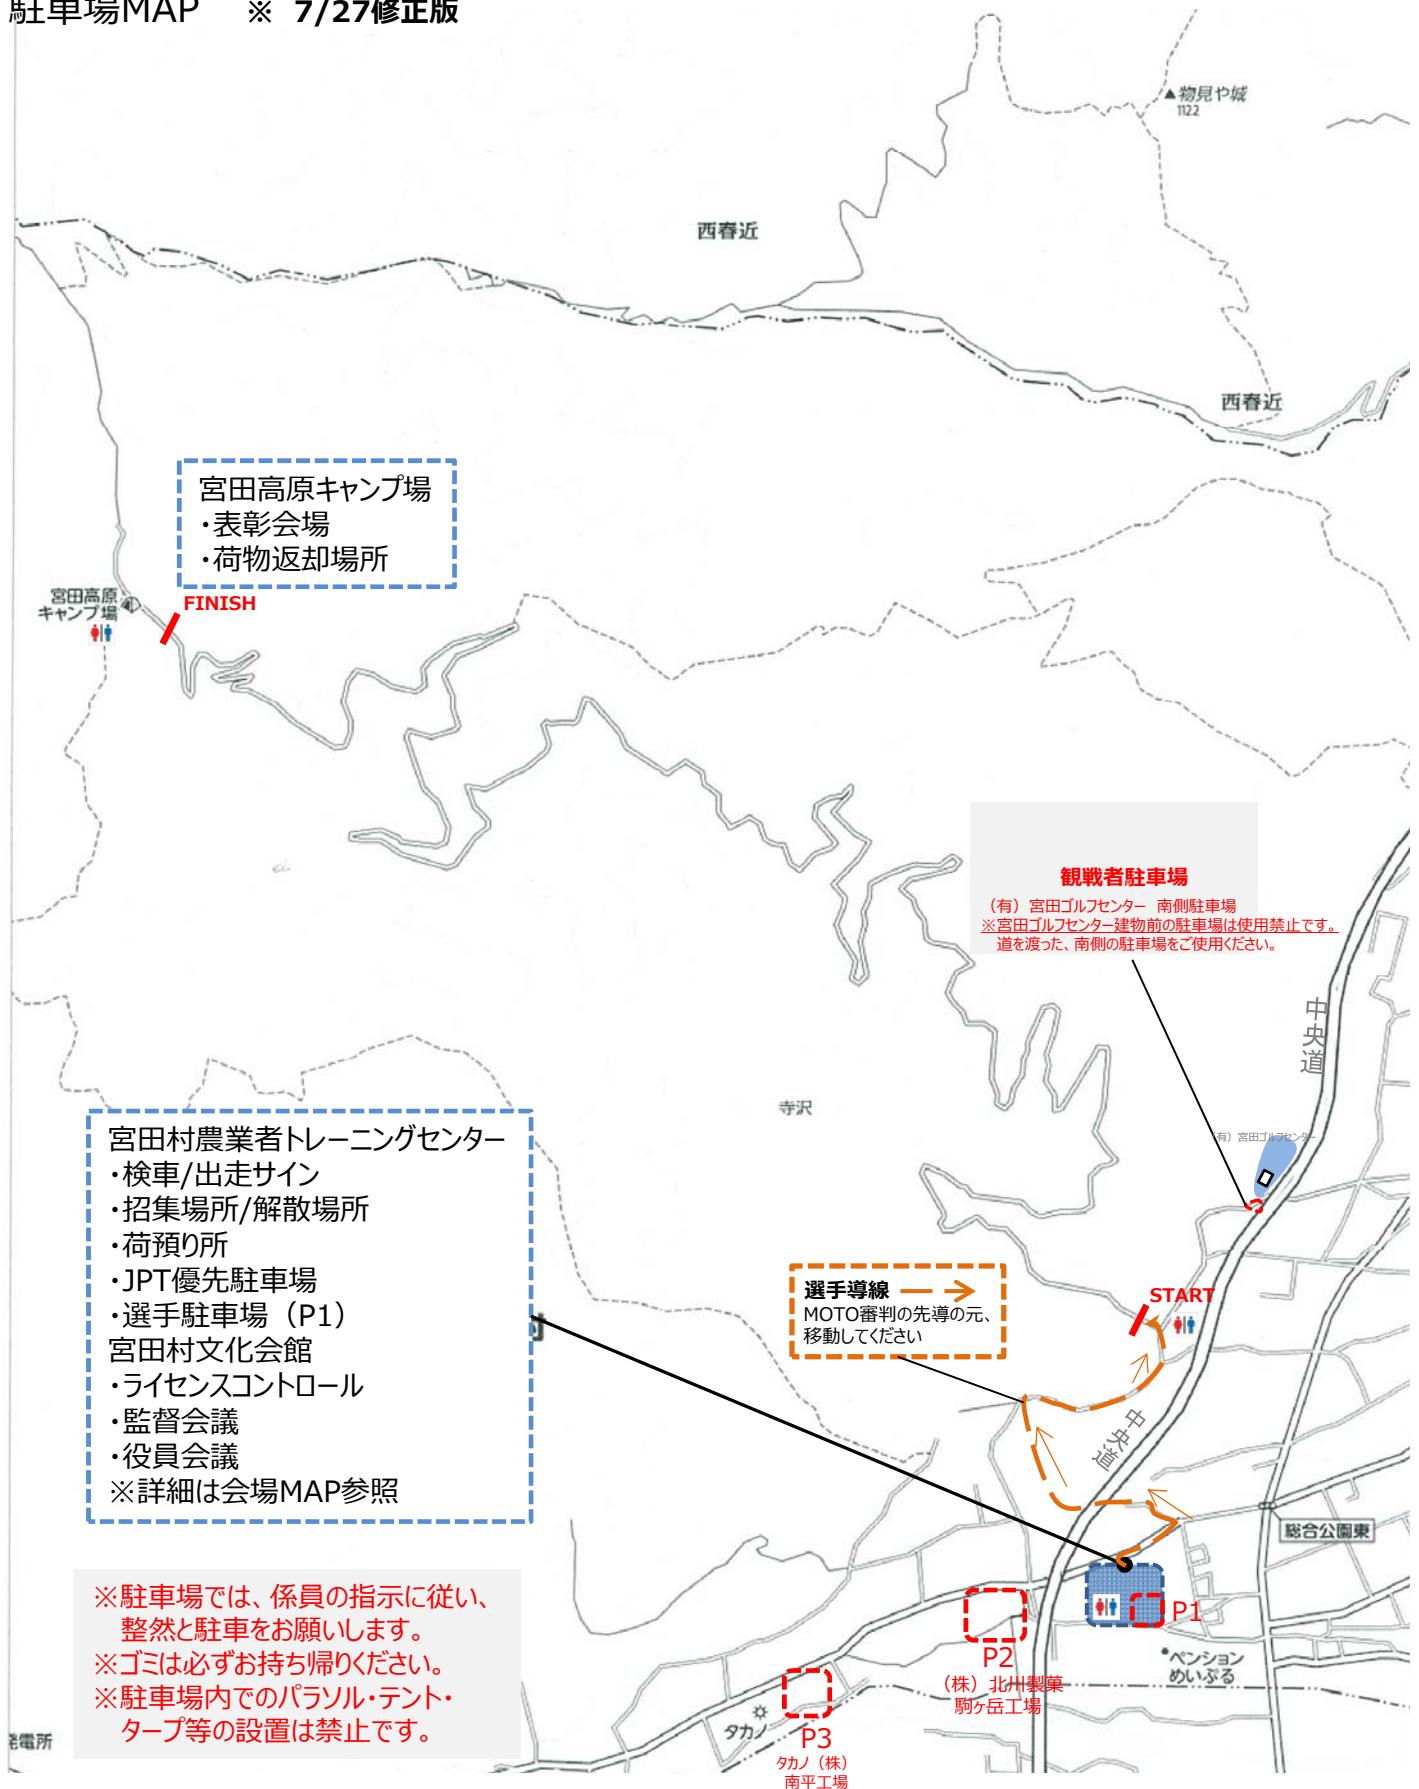 駐車場MAP　※ 7/27修正版
▲物見や城
1122
西春近
西春近
宮田高原キャンプ場
・表彰会場
・荷物返却場所
宮田高原
キャンプ場
FINISH
観戦者駐車場
（有）宮田ゴルフセンター 南側駐車場
※宮田ゴルフセンター建物前の駐車場は使用禁止です。
道を渡った、南側の駐車場をご使用ください。
中央道
寺沢
（有）宮田ゴルフセンター
宮田村農業者トレーニングセンター
・検車/出走サイン
・招集場所/解散場所
・荷預り所
・JPT優先駐車場
・選手駐車場（P1）
宮田村文化会館
・ライセンスコントロール
・監督会議
・役員会議
※詳細は会場MAP参照
選手導線
MOTO審判の先導の元、
移動してください
START
中央道
総合公園東
P1
ペンション
めいぷる
P2
（株）北川製菓
駒ヶ岳工場
タカノ
P3
タカノ（株）
南平工場
※駐車場では、係員の指示に従い、
整然と駐車をお願いします。
※ゴミは必ずお持ち帰りください。
※駐車場内でのパラソル・テント・
タープ等の設置は禁止です。
発電所